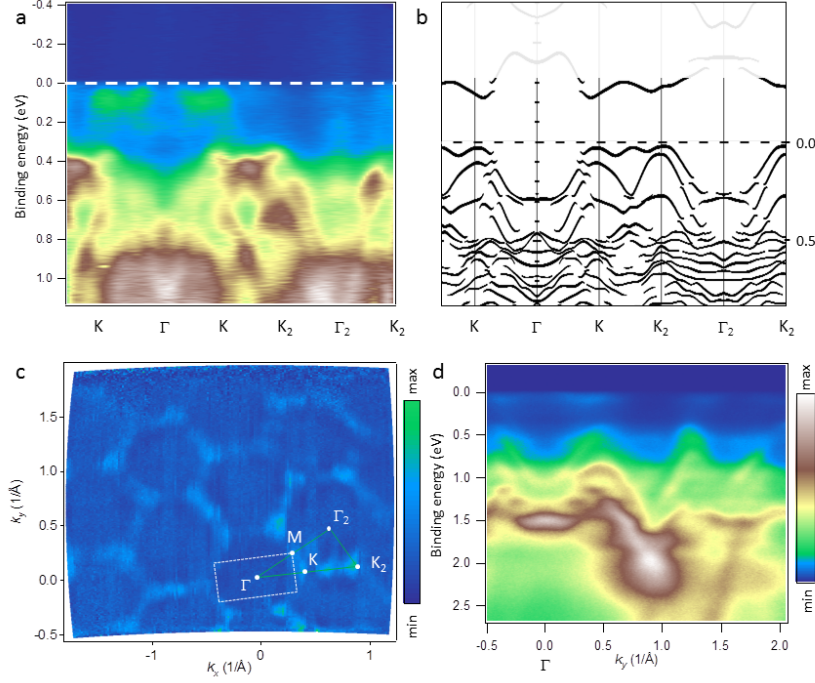 a
-0.4
-0.2
0.0
0.2
0.4
0.6
0.8
1.0
Binding energy (eV)
K Γ K K2 Γ2 K2
b
0.0
0.5
K Γ K K2 Γ2 K2
c
1.5
1.0
0.5
0.0
-0.5
ky (1/Å)
M
Γ2
K
K2
Γ
-1 0 1
kx (1/Å)
max
min
d
0.0
0.5
1.0
1.5
2.0
2.5
Binding energy (eV)
-0.5 0.0 0.5 1.0 1.5 2.0
Γ
ky (1/Å)
max
min